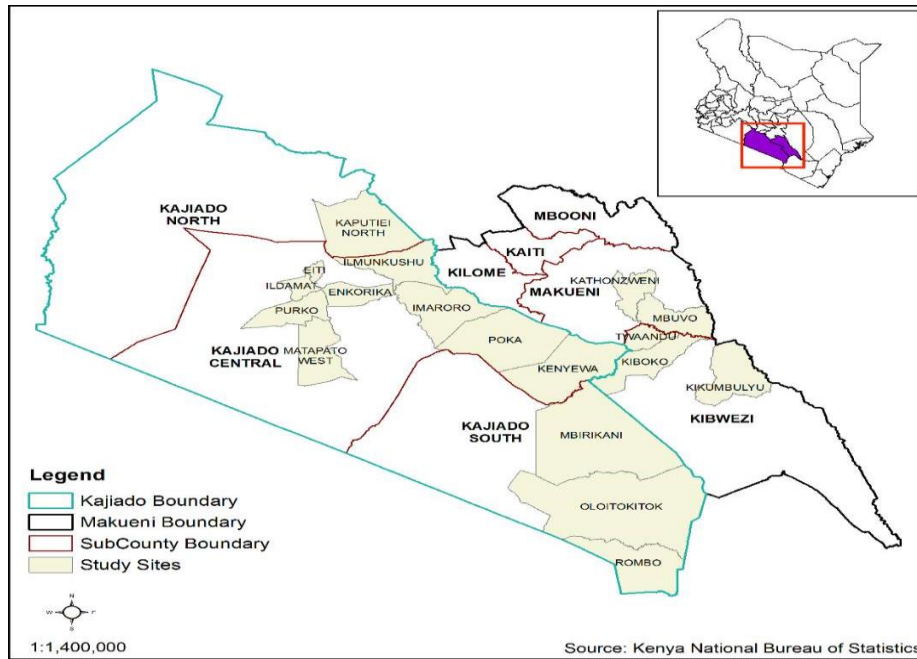 KAJIADO
NORTH
KAPUTIEI
NORTH
MBOONI
KAITI
ILMUNKUSHU
KILOME
EITI
ILDAMAT
ENKORIKA
MAKUENI
KATHONZWENI
PURKO
IMARORO
MBUVO
POKA
TWAANDU
KAJIADO
CENTRAL
MATAPATO
WEST
KENYEWA
KIBOKO
KIKUMBULYU
KIBWEZI
KAJIADO
SOUTH
MBIRIKANI
OLOITOKITOK
ROMBO
Legend
Kajiado Boundary
Makueni Boundary
SubCounty Boundary
Study Sites
N
W
E
S
1:1,400,000
Source: Kenya National Bureau of Statistics